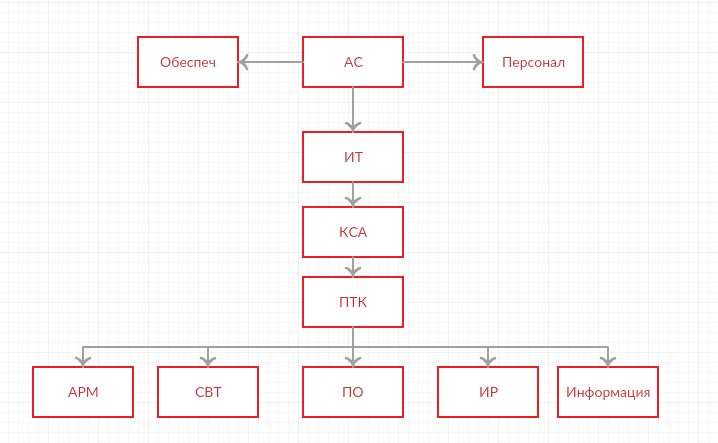 Обеспеч
АС
Персонал
ИТ
КСА
ПТК
АРМ
СВТ
ПО
ИР
Информация